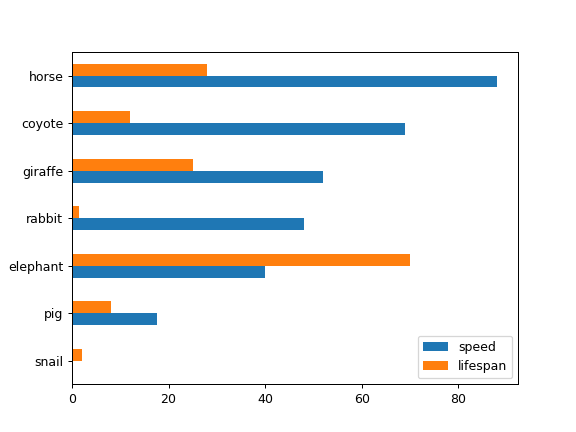 horse
coyote
giraffe
rabbit
elephant
pig
snail
speed
lifespan
0 20 40 60 80